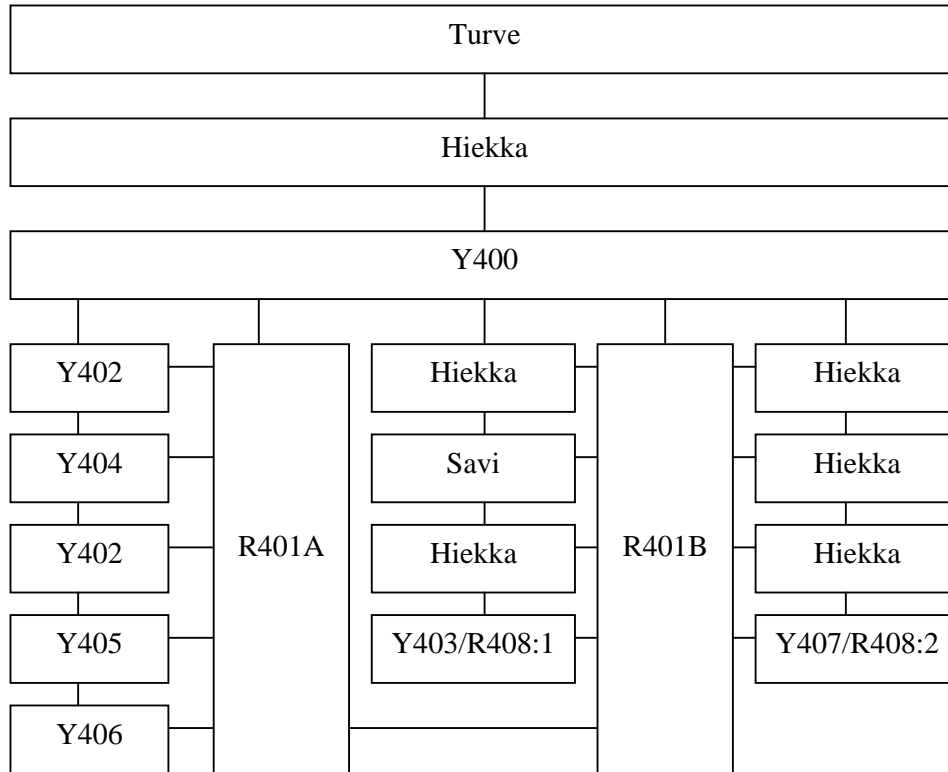 Turve
Hiekka
Y400
Y402 Hiekka Hiekka
Y404 Savi Hiekka
Y402 R401A Hiekka R401B Hiekka
Y405 Y403/R408:1 Y407/R408:2
Y406